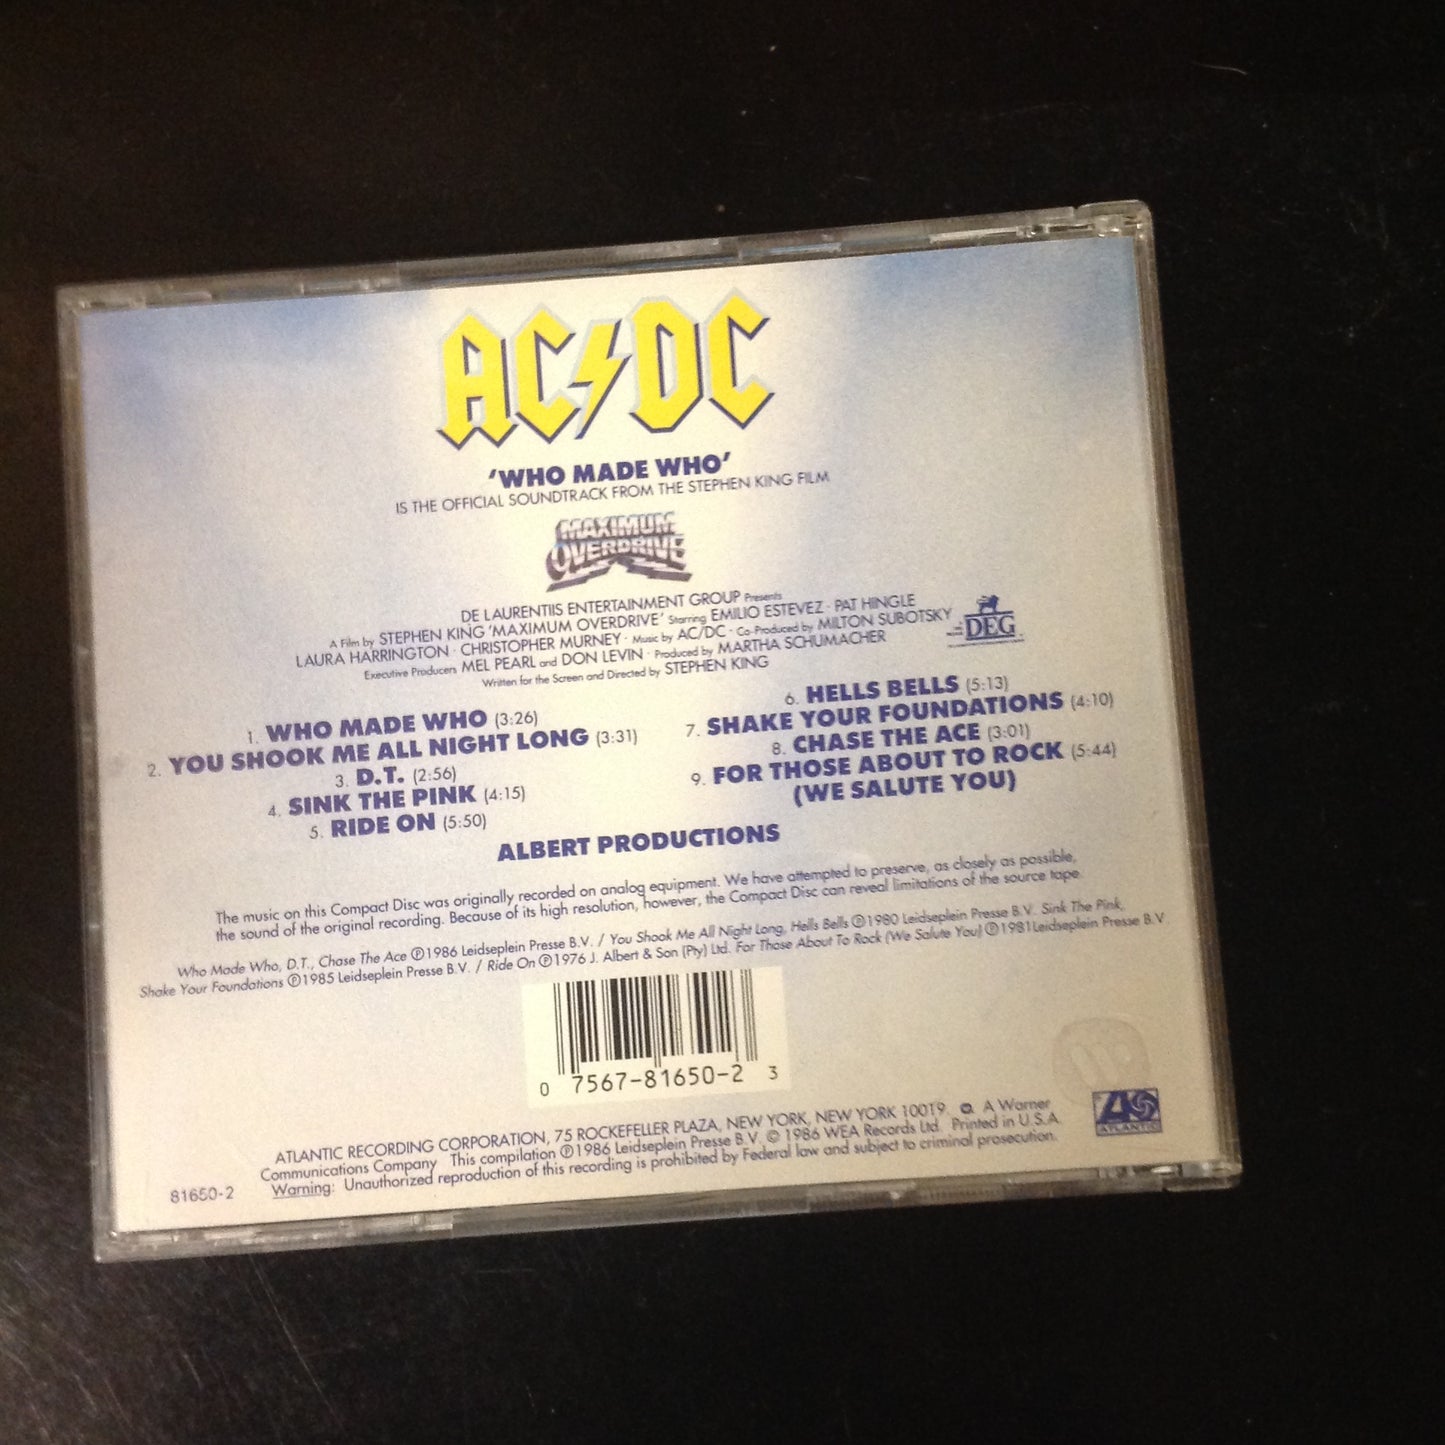 AC/DC
'WHO MADE WHO'
IS THE OFFICIAL SOUNDTRACK FROM THE STEPHEN KING FILM
MAXIMUM
OVERDRIVE
DE LAURENTIIS ENTERTAINMENT GROUP Presents
A Film by STEPHEN KING 'MAXIMUM OVERDRIVE' Starring EMILIO ESTEVEZ · PAT HINGLE
LAURA HARRINGTON · CHRISTOPHER MURNEY · Music by AC/DC · Co-Produced by MILTON SUBOTSKY
Executive Producers MEL PEARL and DON LEVIN · Produced by MARTHA SCHUMACHER
Written for the Screen and Directed by STEPHEN KING
DEG
1. WHO MADE WHO (3:26)
2. YOU SHOOK ME ALL NIGHT LONG (3:31)
3. D.T. (2:56)
4. SINK THE PINK (4:15)
5. RIDE ON (5:50)
6. HELLS BELLS (5:13)
7. SHAKE YOUR FOUNDATIONS (4:10)
8. CHASE THE ACE (3:01)
9. FOR THOSE ABOUT TO ROCK (5:44)
(WE SALUTE YOU)
ALBERT PRODUCTIONS
The music on this Compact Disc was originally recorded on analog equipment. We have attempted to preserve, as closely as possible,
the sound of the original recording. Because of its high resolution, however, the Compact Disc can reveal limitations of the source tape.
Who Made Who, D.T., Chase The Ace ℗1986 Leidseplein Presse B.V. / You Shook Me All Night Long, Hells Bells ℗1980 Leidseplein Presse B.V. Sink The Pink,
Shake Your Foundations ℗1985 Leidseplein Presse B.V. / Ride On ℗1976 J. Albert & Son (Pty) Ltd. For Those About To Rock (We Salute You) ℗1981 Leidseplein Presse B.V
0 7567-81650-2 3
ATLANTIC RECORDING CORPORATION, 75 ROCKEFELLER PLAZA, NEW YORK, NEW YORK 10019. A Warner
Communications Company This compilation ℗1986 Leidseplein Presse B.V. © 1986 WEA Records Ltd. Printed in U.S.A.
81650-2 Warning: Unauthorized reproduction of this recording is prohibited by Federal law and subject to criminal prosecution.
ATLANTIC